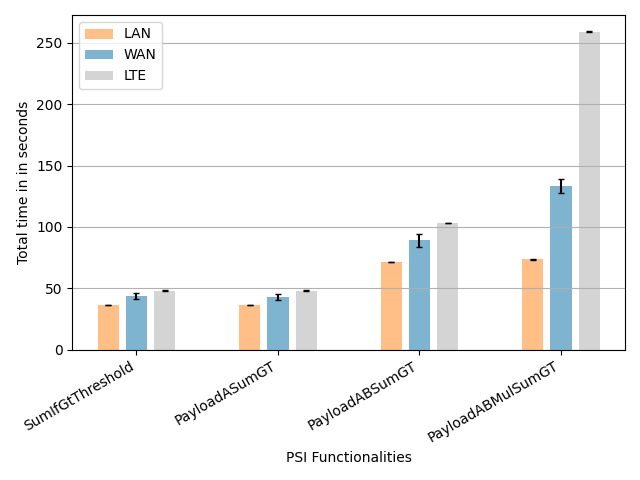 LAN
WAN
LTE
Total time in in seconds
250
200
150
100
50
0
SumIfGtThreshold
PayloadASumGT
PayloadABSumGT
PayloadABMulSumGT
PSI Functionalities